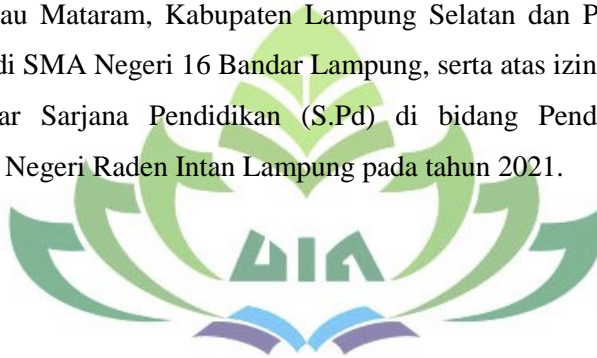 au Mataram, Kabupaten Lampung Selatan dan P
di SMA Negeri 16 Bandar Lampung, serta atas izin
ar Sarjana Pendidikan (S.Pd) di bidang Pend
Negeri Raden Intan Lampung pada tahun 2021.
UIN